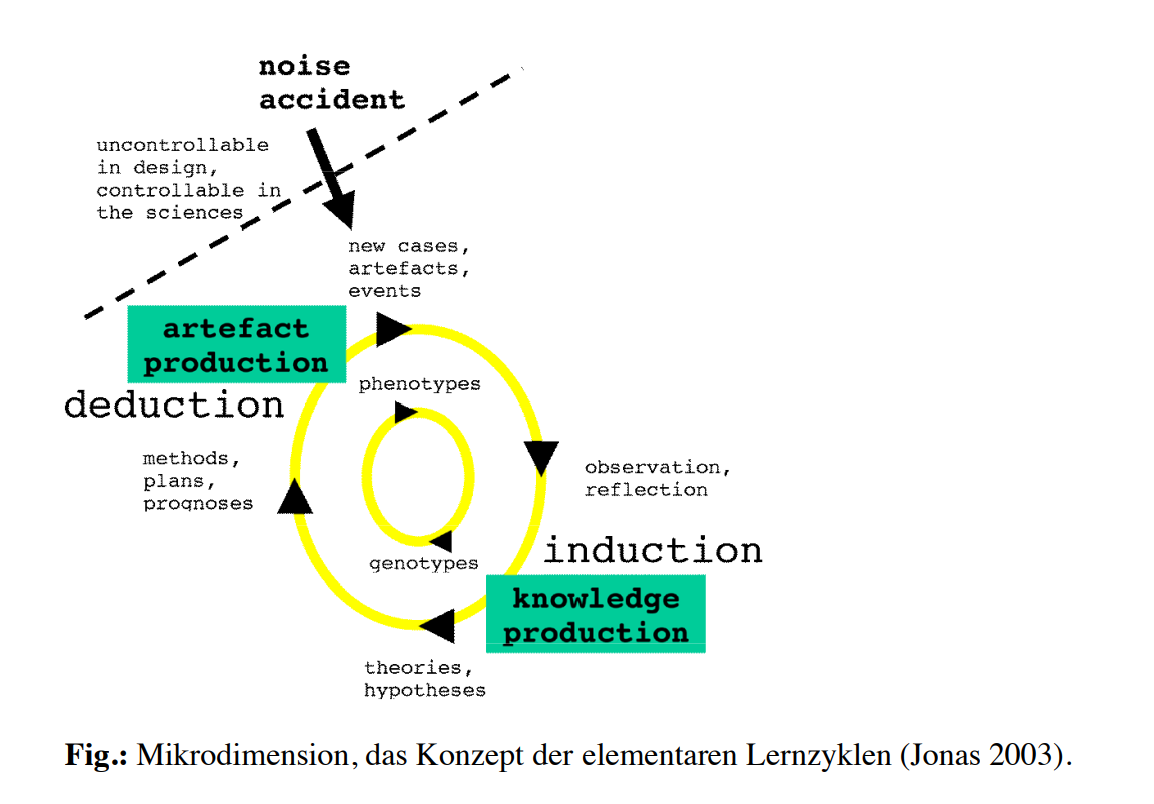 noise
accident
uncontrollable
in design,
controllable in
the sciences
new cases,
artefacts,
events
artefact
production
deduction
phenotypes
methods,
plans,
prognoses
observation,
reflection
induction
genotypes
knowledge
production
theories,
hypotheses
Fig.: Mikrodimension, das Konzept der elementaren Lernzyklen (Jonas 2003).